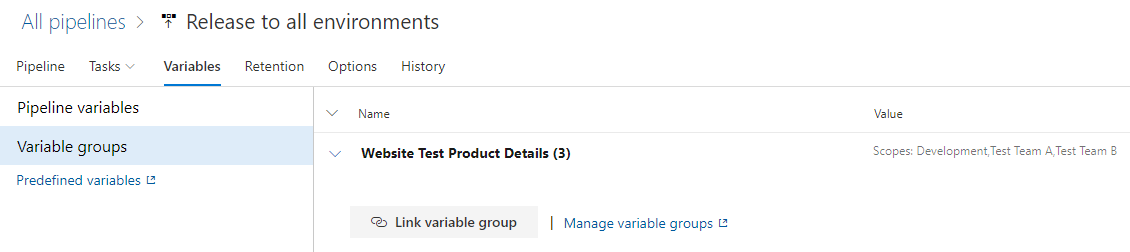 All pipelines > Release to all environments
Pipeline Tasks Variables Retention Options History
Pipeline variables
Variable groups
Predefined variables
Name Value
Website Test Product Details (3) Scopes: Development,Test Team A,Test Team B
Link variable group | Manage variable groups